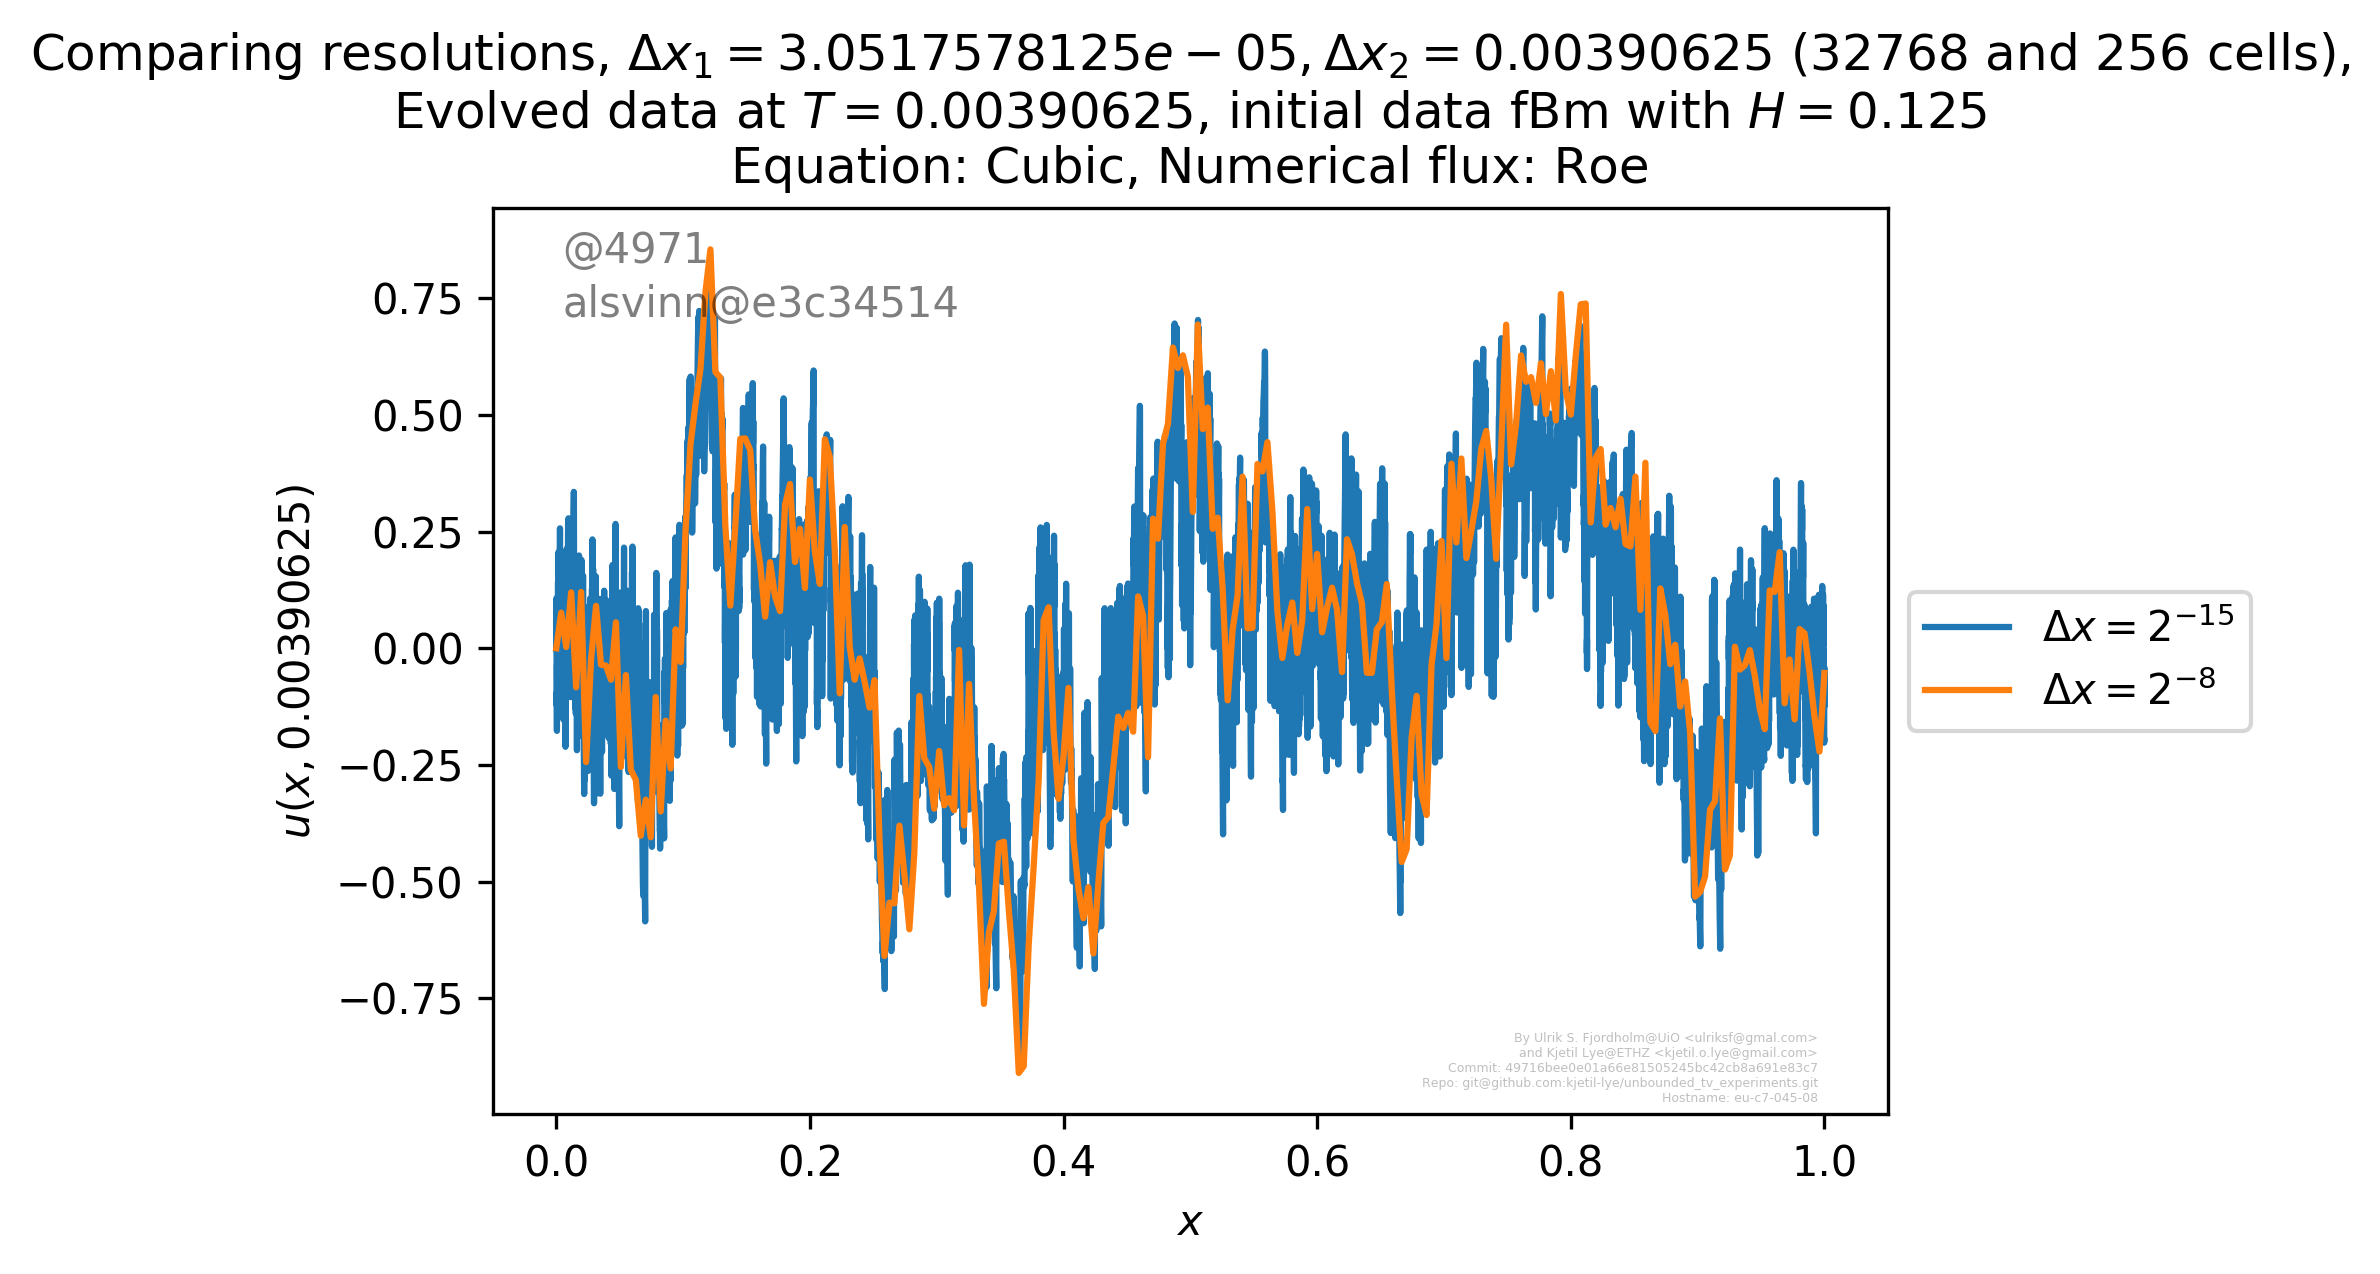 Comparing resolutions, Δx₁ = 3.0517578125e − 05, Δx₂ = 0.00390625 (32768 and 256 cells),
Evolved data at T = 0.00390625, initial data fBm with H = 0.125
Equation: Cubic, Numerical flux: Roe
@4971
alsvinn@e3c34514
0.75
0.50
0.25
0.00
−0.25
−0.50
−0.75
u(x, 0.00390625)
Δx = 2⁻¹⁵
Δx = 2⁻⁸
By Ulrik S. Fjordholm@UiO <ulriksf@gmal.com>
and Kjetil Lye@ETHZ <kjetil.o.lye@gmail.com>
Commit: 49716bee0e01a66e81505245bc42cb8a691e83c7
Repo: git@github.com:kjetil-lye/unbounded_tv_experiments.git
Hostname: eu-c7-045-08
0.0 0.2 0.4 0.6 0.8 1.0
x